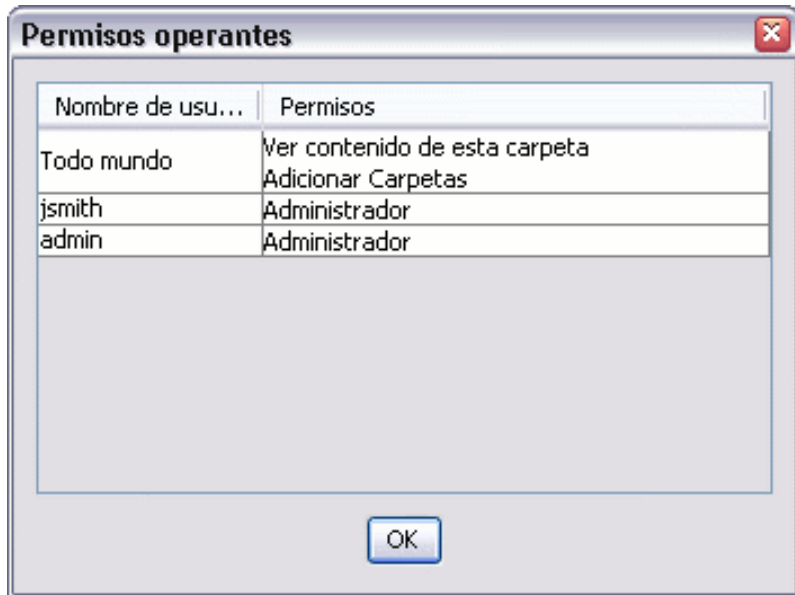 Permisos operantes
Nombre de usu... Permisos
Todo mundo Ver contenido de esta carpeta
Adicionar Carpetas
jsmith Administrador
admin Administrador
OK